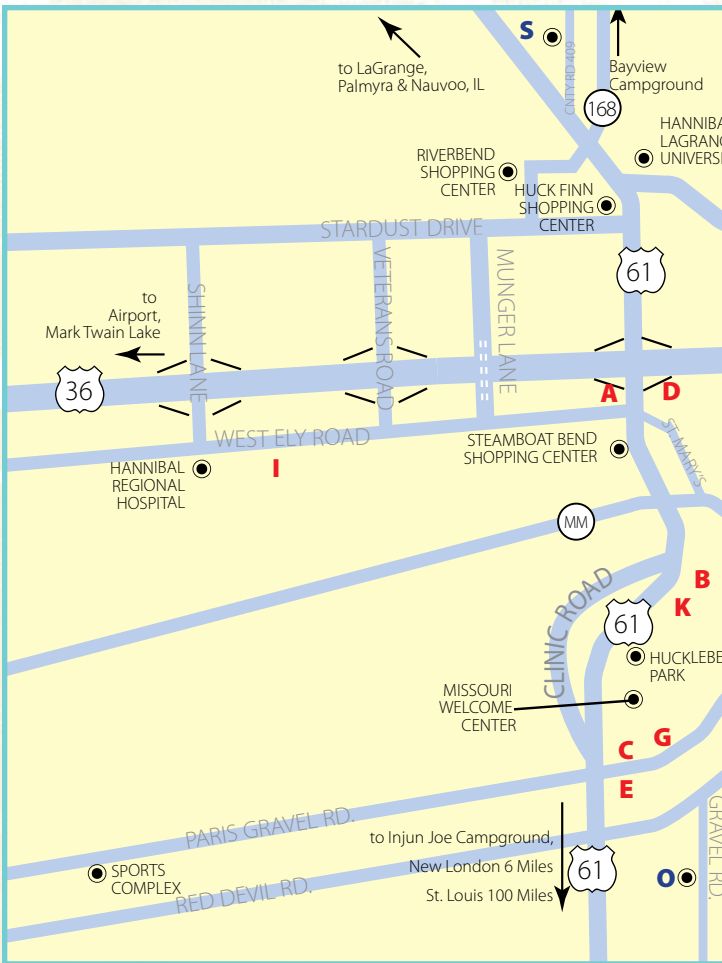 S
CNTY RD 409
to LaGrange,
Palmyra & Nauvoo, IL
Bayview
Campground
168
HANNIBA
LAGRANG
UNIVERSI
RIVERBEND
SHOPPING
CENTER
HUCK FINN
SHOPPING
CENTER
STARDUST DRIVE
61
SHINN LANE
VETERANS ROAD
MUNGER LANE
to
Airport,
Mark Twain Lake
36
A
D
WEST ELY ROAD
STEAMBOAT BEND
SHOPPING CENTER
ST. MARY'S
HANNIBAL
REGIONAL
HOSPITAL
I
MM
CLINIC ROAD
B
K
61
HUCKLEBE
PARK
MISSOURI
WELCOME
CENTER
C
G
E
PARIS GRAVEL RD.
to Injun Joe Campground,
New London 6 Miles
St. Louis 100 Miles
61
GRAVEL RD.
SPORTS
COMPLEX
RED DEVIL RD.
O